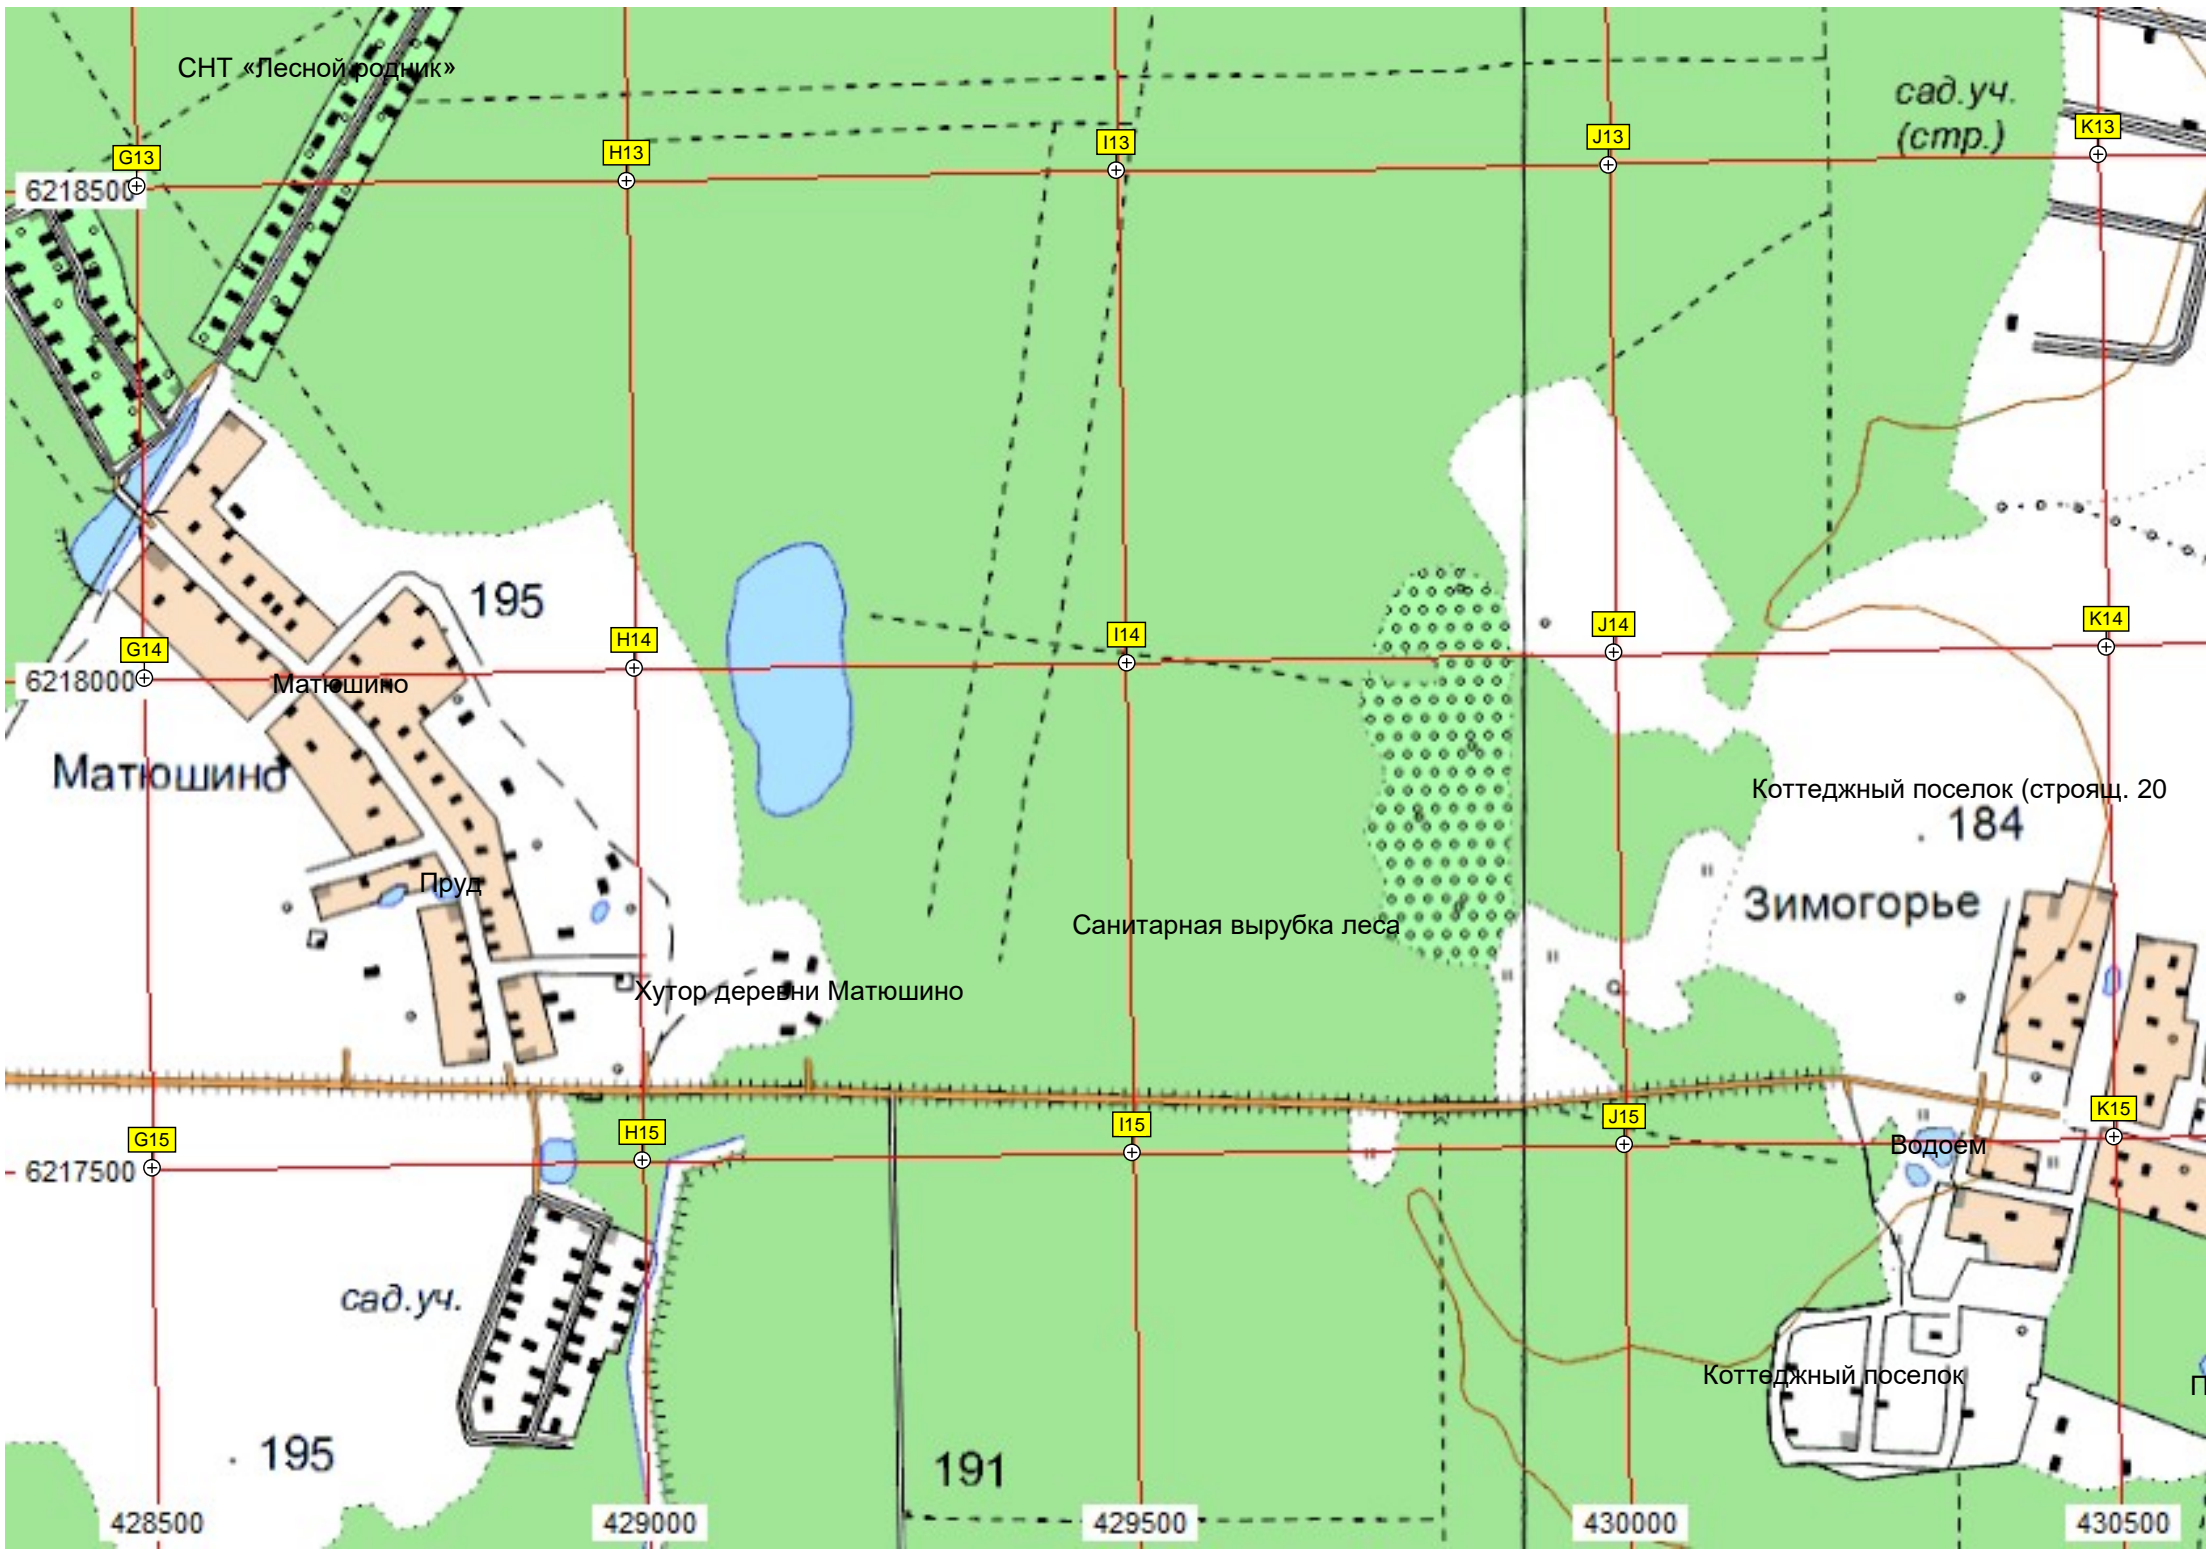 СНТ «Лесной родник»
сад.уч.
(стр.)
G13
H13
I13
J13
K13
6218500
195
G14
H14
I14
J14
K14
6218000
Матюшино
Матюшино
Коттеджный поселок (строящ. 20
184
Пруд
Зимогорье
Санитарная вырубка леса
Хутор деревни Матюшино
G15
H15
I15
J15
K15
6217500
Водоем
сад.уч.
Коттеджный поселок
П
195
191
428500
429000
429500
430000
430500